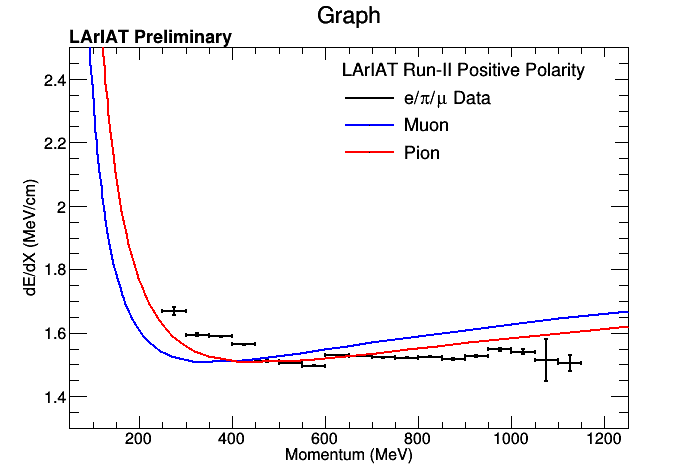 Graph
LArIAT Preliminary
LArIAT Run-II Positive Polarity
e/π/μ Data
Muon
Pion
dE/dX (MeV/cm)
2.4
2.2
2
1.8
1.6
1.4
200 400 600 800 1000 1200
Momentum (MeV)